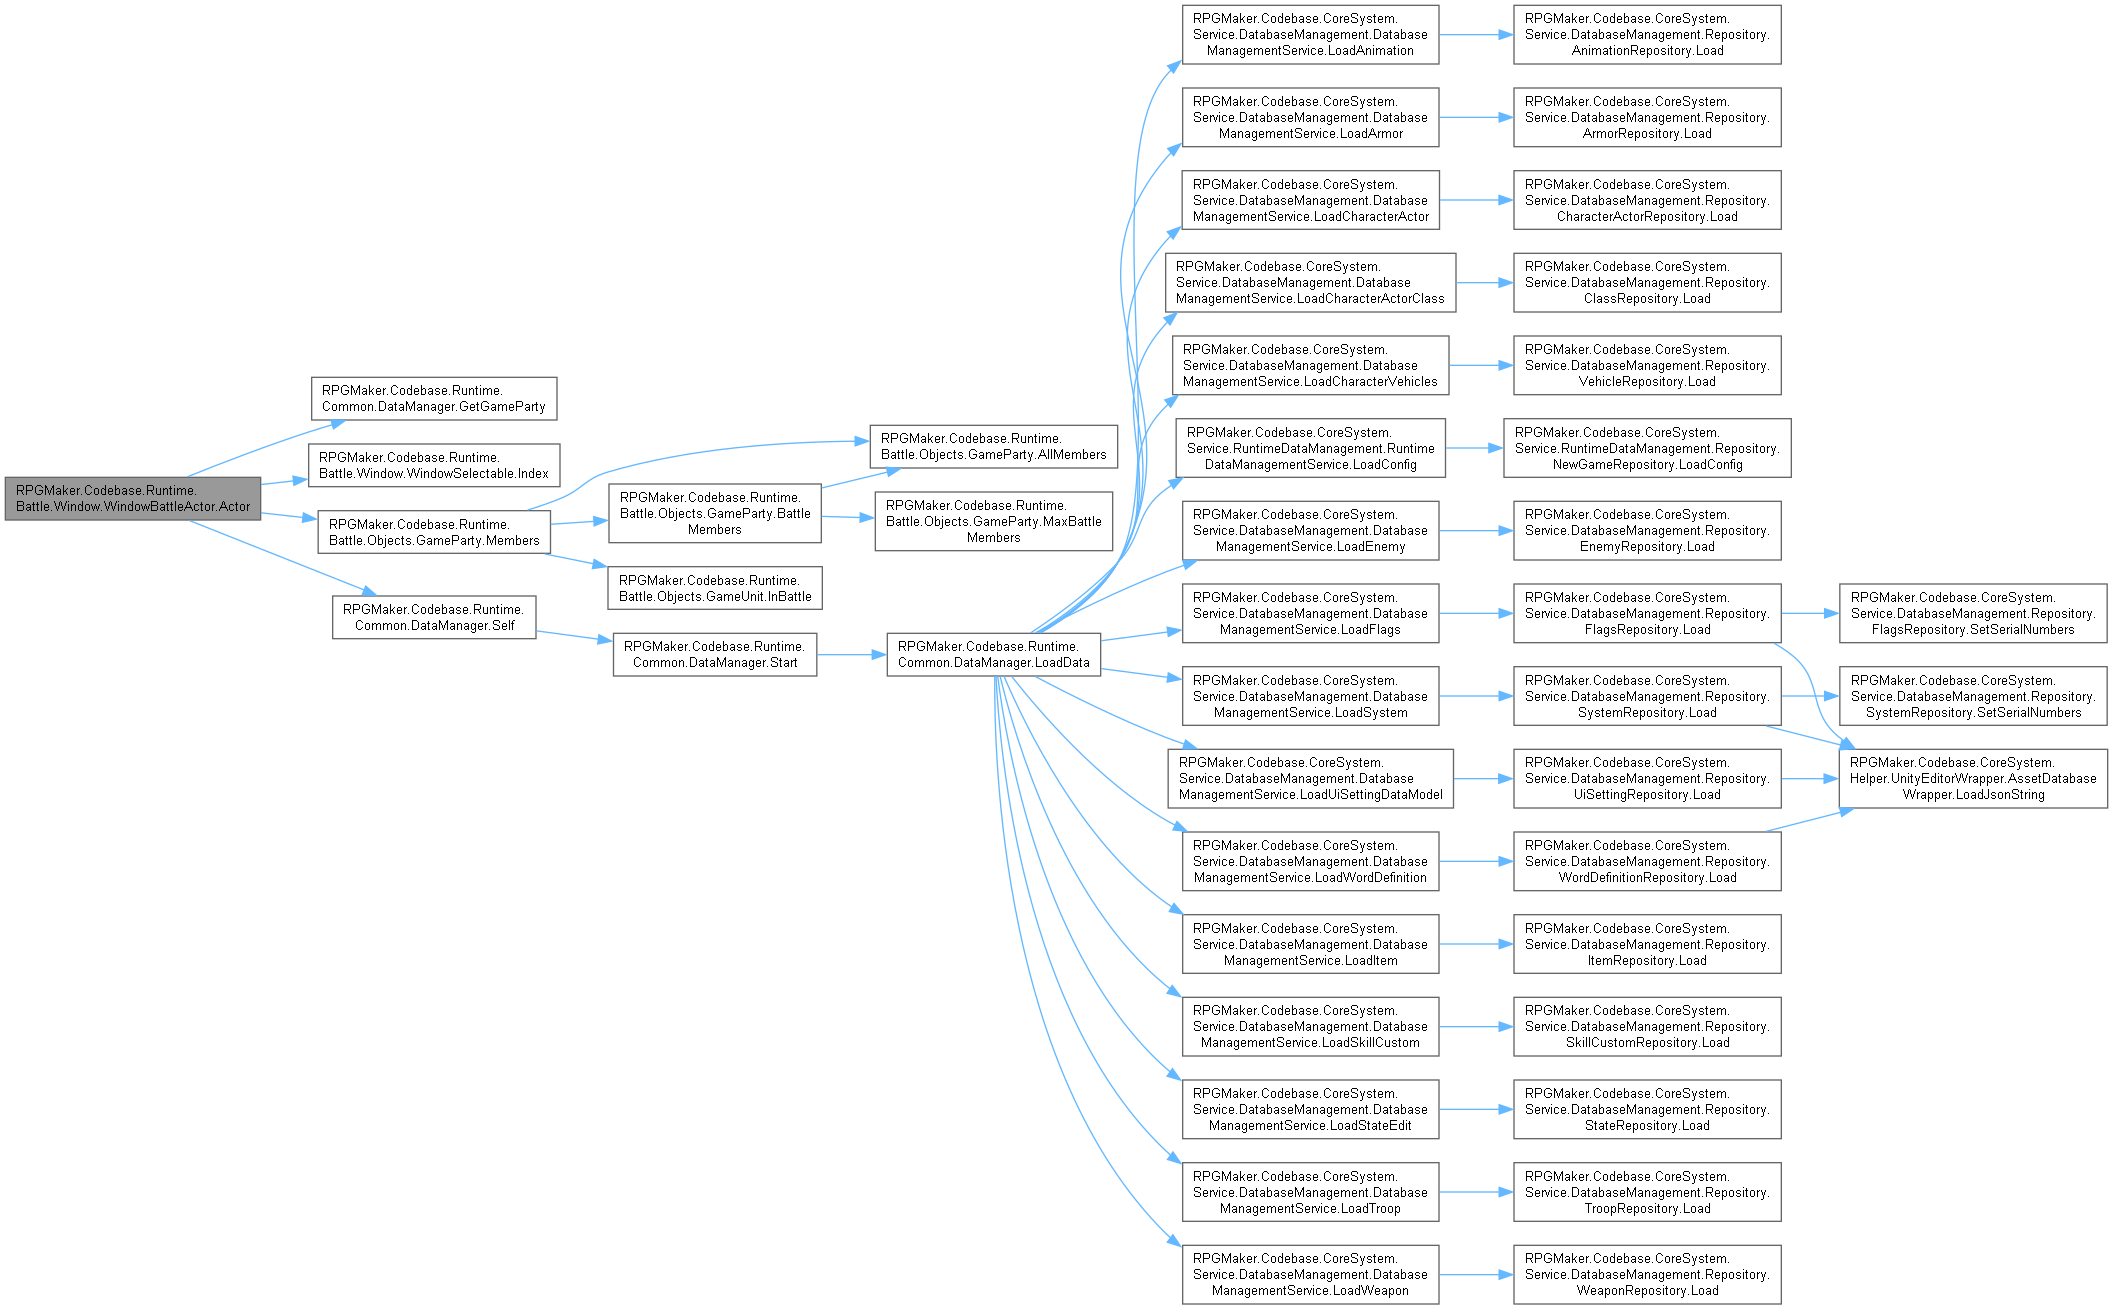 RPGMaker.Codebase.Runtime.
Battle.Window.WindowBattleActor.Actor
RPGMaker.Codebase.Runtime.
Common.DataManager.GetGameParty
RPGMaker.Codebase.Runtime.
Battle.Window.WindowSelectable.Index
RPGMaker.Codebase.Runtime.
Battle.Objects.GameParty.Members
RPGMaker.Codebase.Runtime.
Common.DataManager.Self
RPGMaker.Codebase.Runtime.
Battle.Objects.GameParty.Battle
Members
RPGMaker.Codebase.Runtime.
Battle.Objects.GameUnit.InBattle
RPGMaker.Codebase.Runtime.
Common.DataManager.Start
RPGMaker.Codebase.Runtime.
Battle.Objects.GameParty.AllMembers
RPGMaker.Codebase.Runtime.
Battle.Objects.GameParty.MaxBattle
Members
RPGMaker.Codebase.Runtime.
Common.DataManager.LoadData
RPGMaker.Codebase.CoreSystem.
Service.DatabaseManagement.Database
ManagementService.LoadAnimation
RPGMaker.Codebase.CoreSystem.
Service.DatabaseManagement.Database
ManagementService.LoadArmor
RPGMaker.Codebase.CoreSystem.
Service.DatabaseManagement.Database
ManagementService.LoadCharacterActor
RPGMaker.Codebase.CoreSystem.
Service.DatabaseManagement.Database
ManagementService.LoadCharacterActorClass
RPGMaker.Codebase.CoreSystem.
Service.DatabaseManagement.Database
ManagementService.LoadCharacterVehicles
RPGMaker.Codebase.CoreSystem.
Service.RuntimeDataManagement.Runtime
DataManagementService.LoadConfig
RPGMaker.Codebase.CoreSystem.
Service.DatabaseManagement.Database
ManagementService.LoadEnemy
RPGMaker.Codebase.CoreSystem.
Service.DatabaseManagement.Database
ManagementService.LoadFlags
RPGMaker.Codebase.CoreSystem.
Service.DatabaseManagement.Database
ManagementService.LoadSystem
RPGMaker.Codebase.CoreSystem.
Service.DatabaseManagement.Database
ManagementService.LoadUiSettingDataModel
RPGMaker.Codebase.CoreSystem.
Service.DatabaseManagement.Database
ManagementService.LoadWordDefinition
RPGMaker.Codebase.CoreSystem.
Service.DatabaseManagement.Database
ManagementService.LoadItem
RPGMaker.Codebase.CoreSystem.
Service.DatabaseManagement.Database
ManagementService.LoadSkillCustom
RPGMaker.Codebase.CoreSystem.
Service.DatabaseManagement.Database
ManagementService.LoadStateEdit
RPGMaker.Codebase.CoreSystem.
Service.DatabaseManagement.Database
ManagementService.LoadTroop
RPGMaker.Codebase.CoreSystem.
Service.DatabaseManagement.Database
ManagementService.LoadWeapon
RPGMaker.Codebase.CoreSystem.
Service.DatabaseManagement.Repository.
AnimationRepository.Load
RPGMaker.Codebase.CoreSystem.
Service.DatabaseManagement.Repository.
ArmorRepository.Load
RPGMaker.Codebase.CoreSystem.
Service.DatabaseManagement.Repository.
CharacterActorRepository.Load
RPGMaker.Codebase.CoreSystem.
Service.DatabaseManagement.Repository.
ClassRepository.Load
RPGMaker.Codebase.CoreSystem.
Service.DatabaseManagement.Repository.
VehicleRepository.Load
RPGMaker.Codebase.CoreSystem.
Service.RuntimeDataManagement.Repository.
NewGameRepository.LoadConfig
RPGMaker.Codebase.CoreSystem.
Service.DatabaseManagement.Repository.
EnemyRepository.Load
RPGMaker.Codebase.CoreSystem.
Service.DatabaseManagement.Repository.
FlagsRepository.Load
RPGMaker.Codebase.CoreSystem.
Service.DatabaseManagement.Repository.
SystemRepository.Load
RPGMaker.Codebase.CoreSystem.
Service.DatabaseManagement.Repository.
UiSettingRepository.Load
RPGMaker.Codebase.CoreSystem.
Service.DatabaseManagement.Repository.
WordDefinitionRepository.Load
RPGMaker.Codebase.CoreSystem.
Service.DatabaseManagement.Repository.
ItemRepository.Load
RPGMaker.Codebase.CoreSystem.
Service.DatabaseManagement.Repository.
SkillCustomRepository.Load
RPGMaker.Codebase.CoreSystem.
Service.DatabaseManagement.Repository.
StateRepository.Load
RPGMaker.Codebase.CoreSystem.
Service.DatabaseManagement.Repository.
TroopRepository.Load
RPGMaker.Codebase.CoreSystem.
Service.DatabaseManagement.Repository.
WeaponRepository.Load
RPGMaker.Codebase.CoreSystem.
Service.DatabaseManagement.Repository.
FlagsRepository.SetSerialNumbers
RPGMaker.Codebase.CoreSystem.
Service.DatabaseManagement.Repository.
SystemRepository.SetSerialNumbers
RPGMaker.Codebase.CoreSystem.
Helper.UnityEditorWrapper.AssetDatabase
Wrapper.LoadJsonString